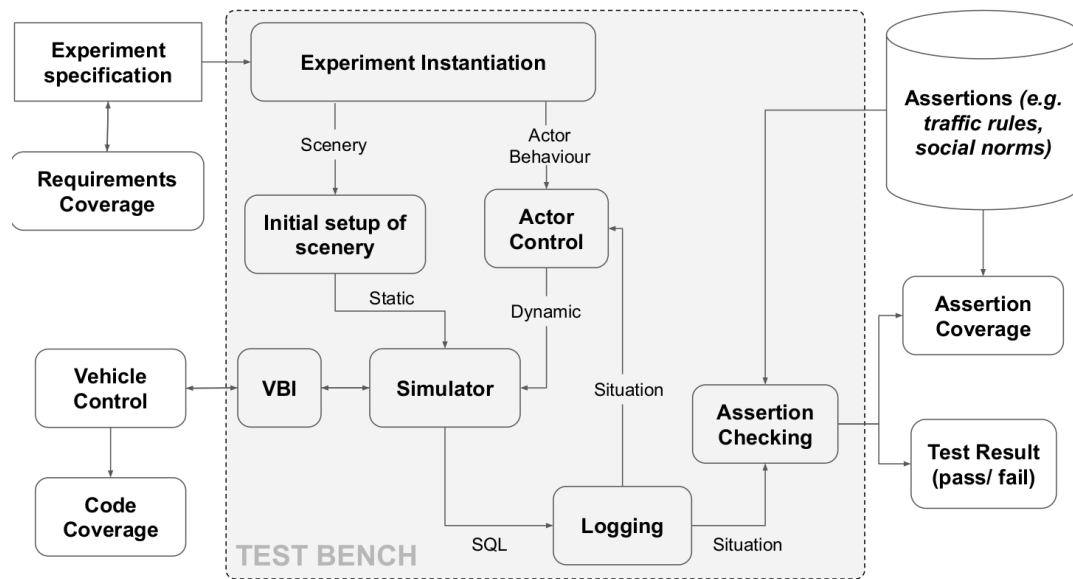 Experiment
specification
Experiment Instantiation
Assertions (e.g.
traffic rules,
social norms)
Scenery
Actor
Behaviour
Requirements
Coverage
Initial setup of
scenery
Actor
Control
Static
Dynamic
Assertion
Coverage
Vehicle
Control
VBI
Simulator
Situation
Assertion
Checking
Test Result
(pass/ fail)
Code
Coverage
Logging
SQL
Situation
TEST BENCH